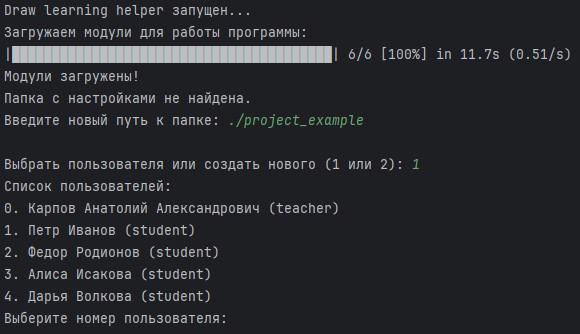 Draw learning helper запущен...
Загружаем модули для работы программы:
|████████████████████████████████████████| 6/6 [100%] in 11.7s (0.51/s)
Модули загружены!
Папка с настройками не найдена.
Введите новый путь к папке: ./project_example
Выбрать пользователя или создать нового (1 или 2): 1
Список пользователей:
0. Карпов Анатолий Александрович (teacher)
1. Петр Иванов (student)
2. Федор Родионов (student)
3. Алиса Исакова (student)
4. Дарья Волкова (student)
Выберите номер пользователя: